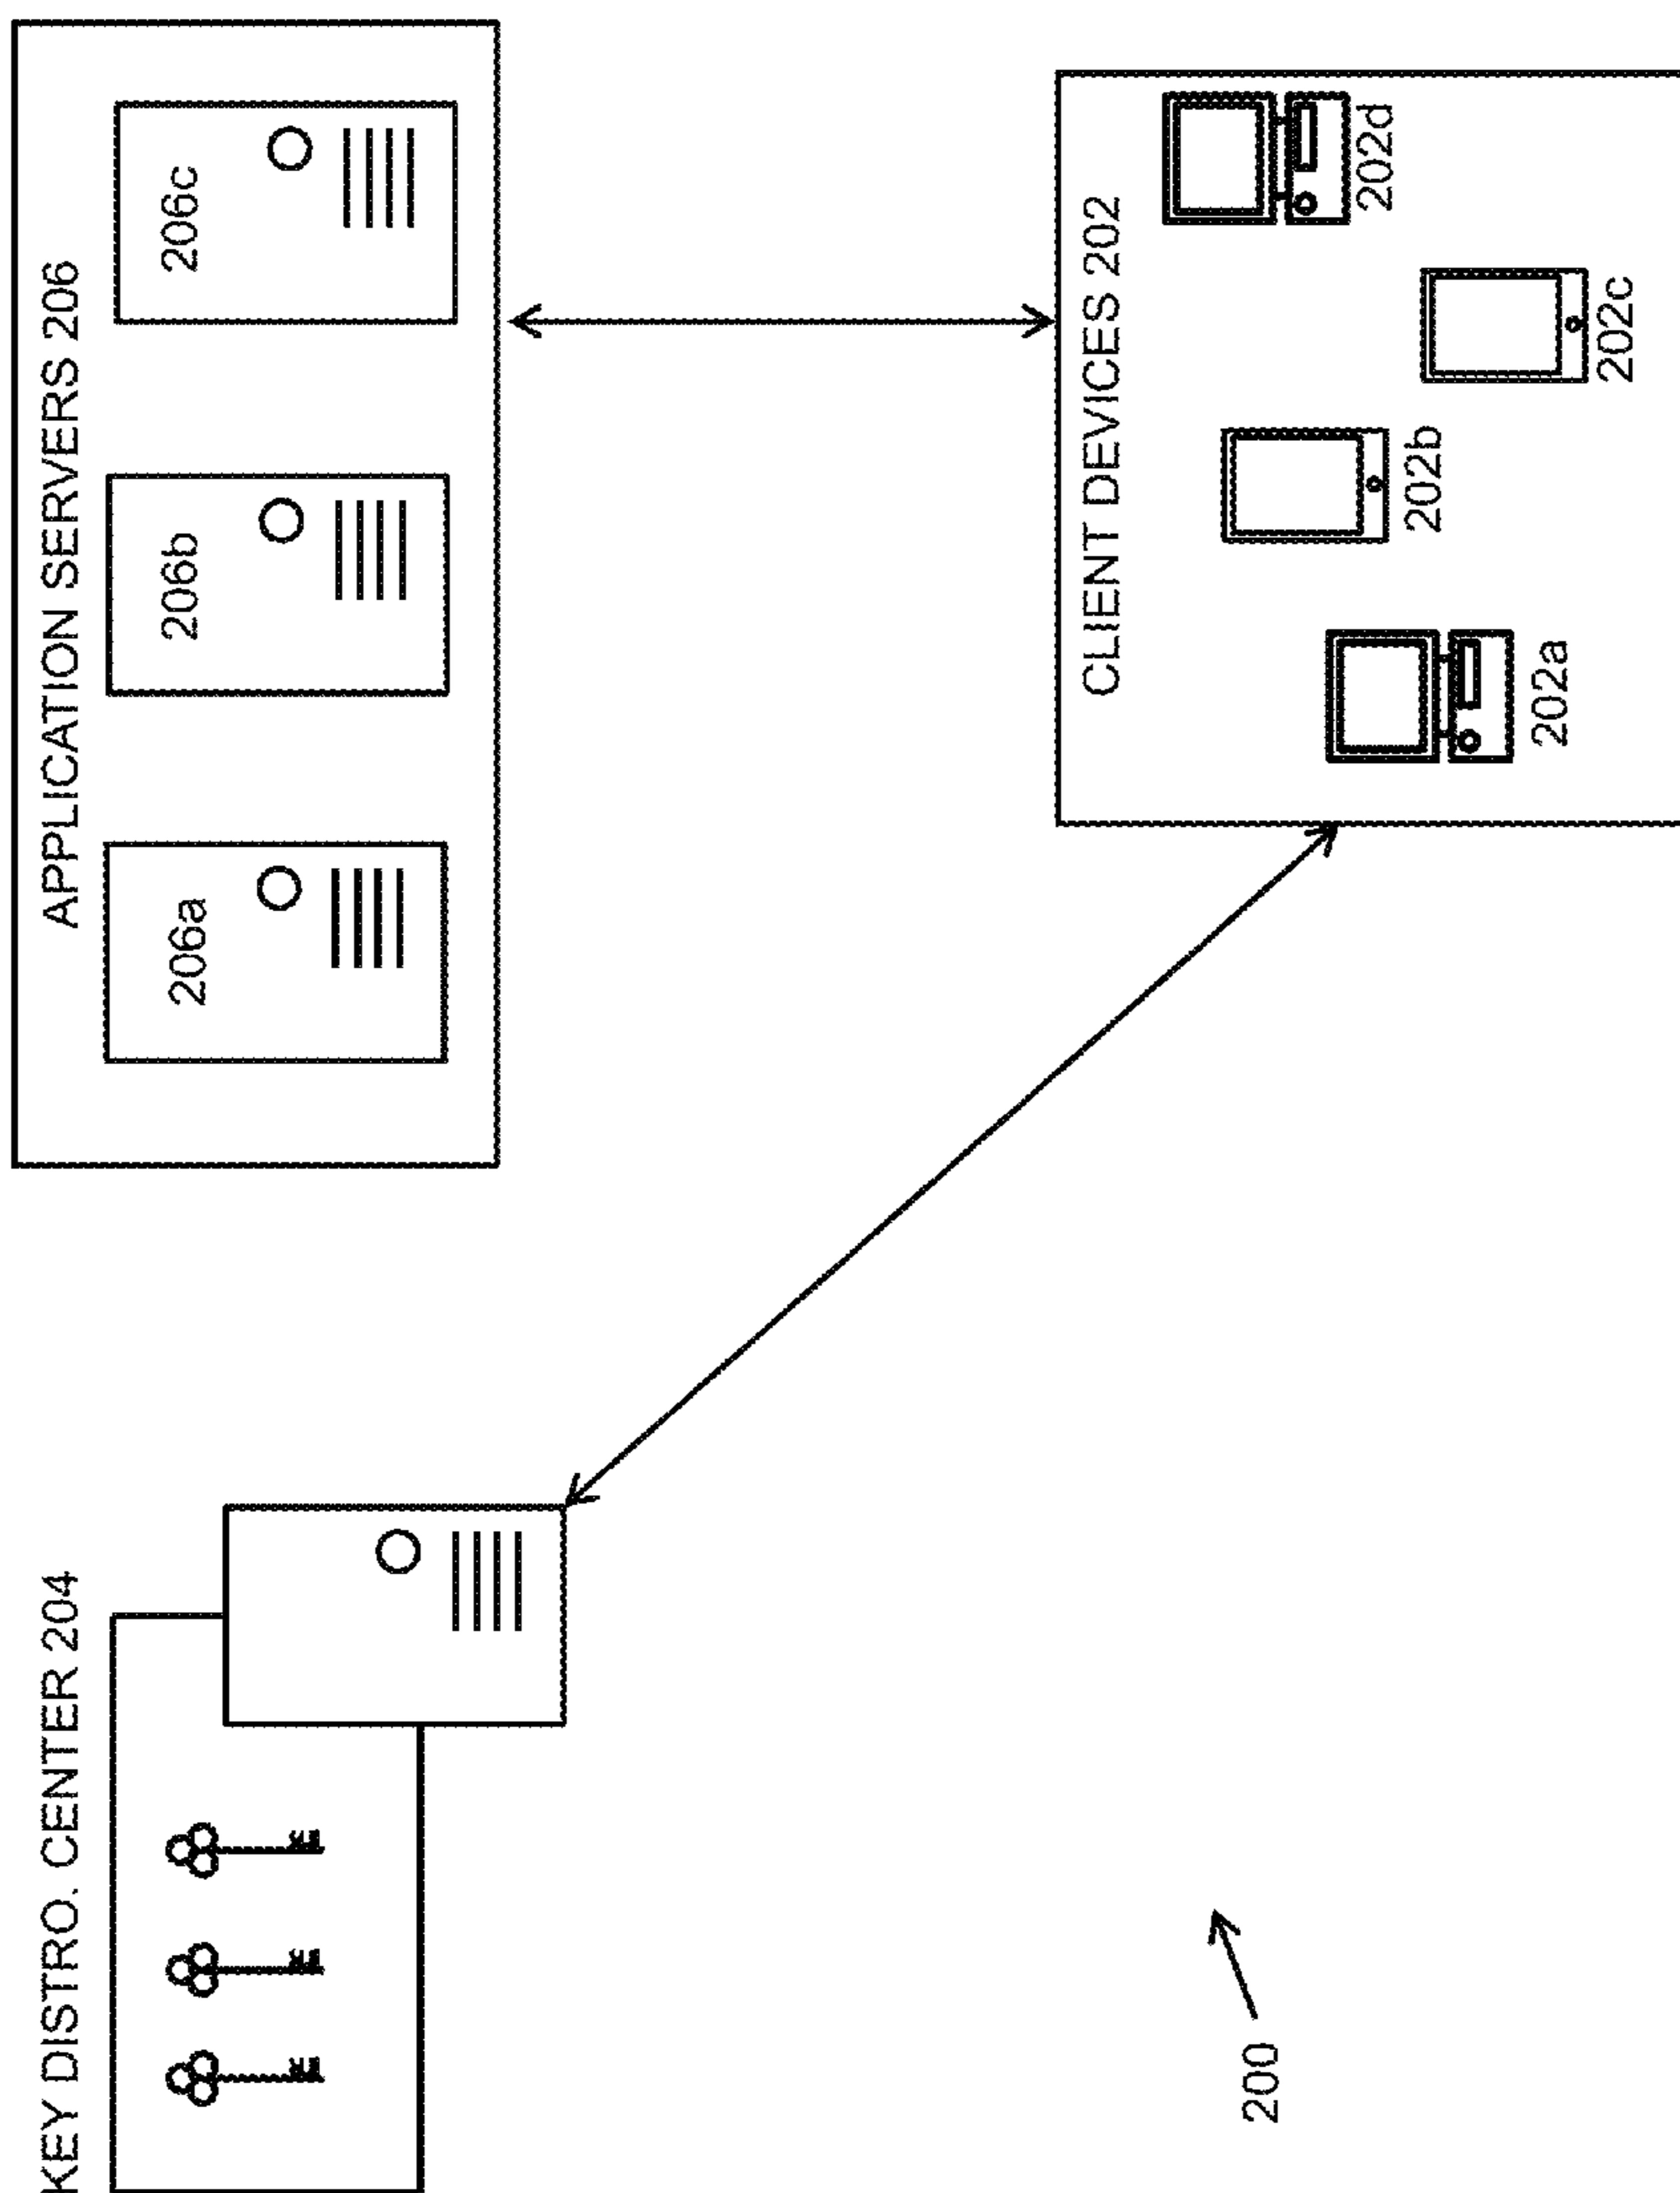 KEY DISTRO. CENTER 204
APPLICATION SERVERS 206
206a
206b
206c
CLIENT DEVICES 202
202a
202b
202c
202d
200